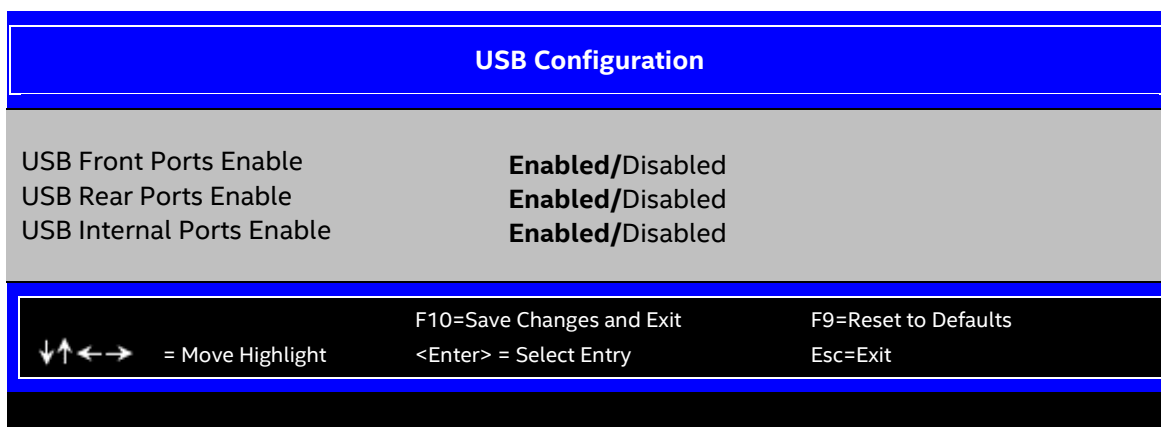 USB Configuration
USB Front Ports Enable Enabled/Disabled
USB Rear Ports Enable Enabled/Disabled
USB Internal Ports Enable Enabled/Disabled
F10=Save Changes and Exit F9=Reset to Defaults
↓↑←→ = Move Highlight <Enter> = Select Entry Esc=Exit